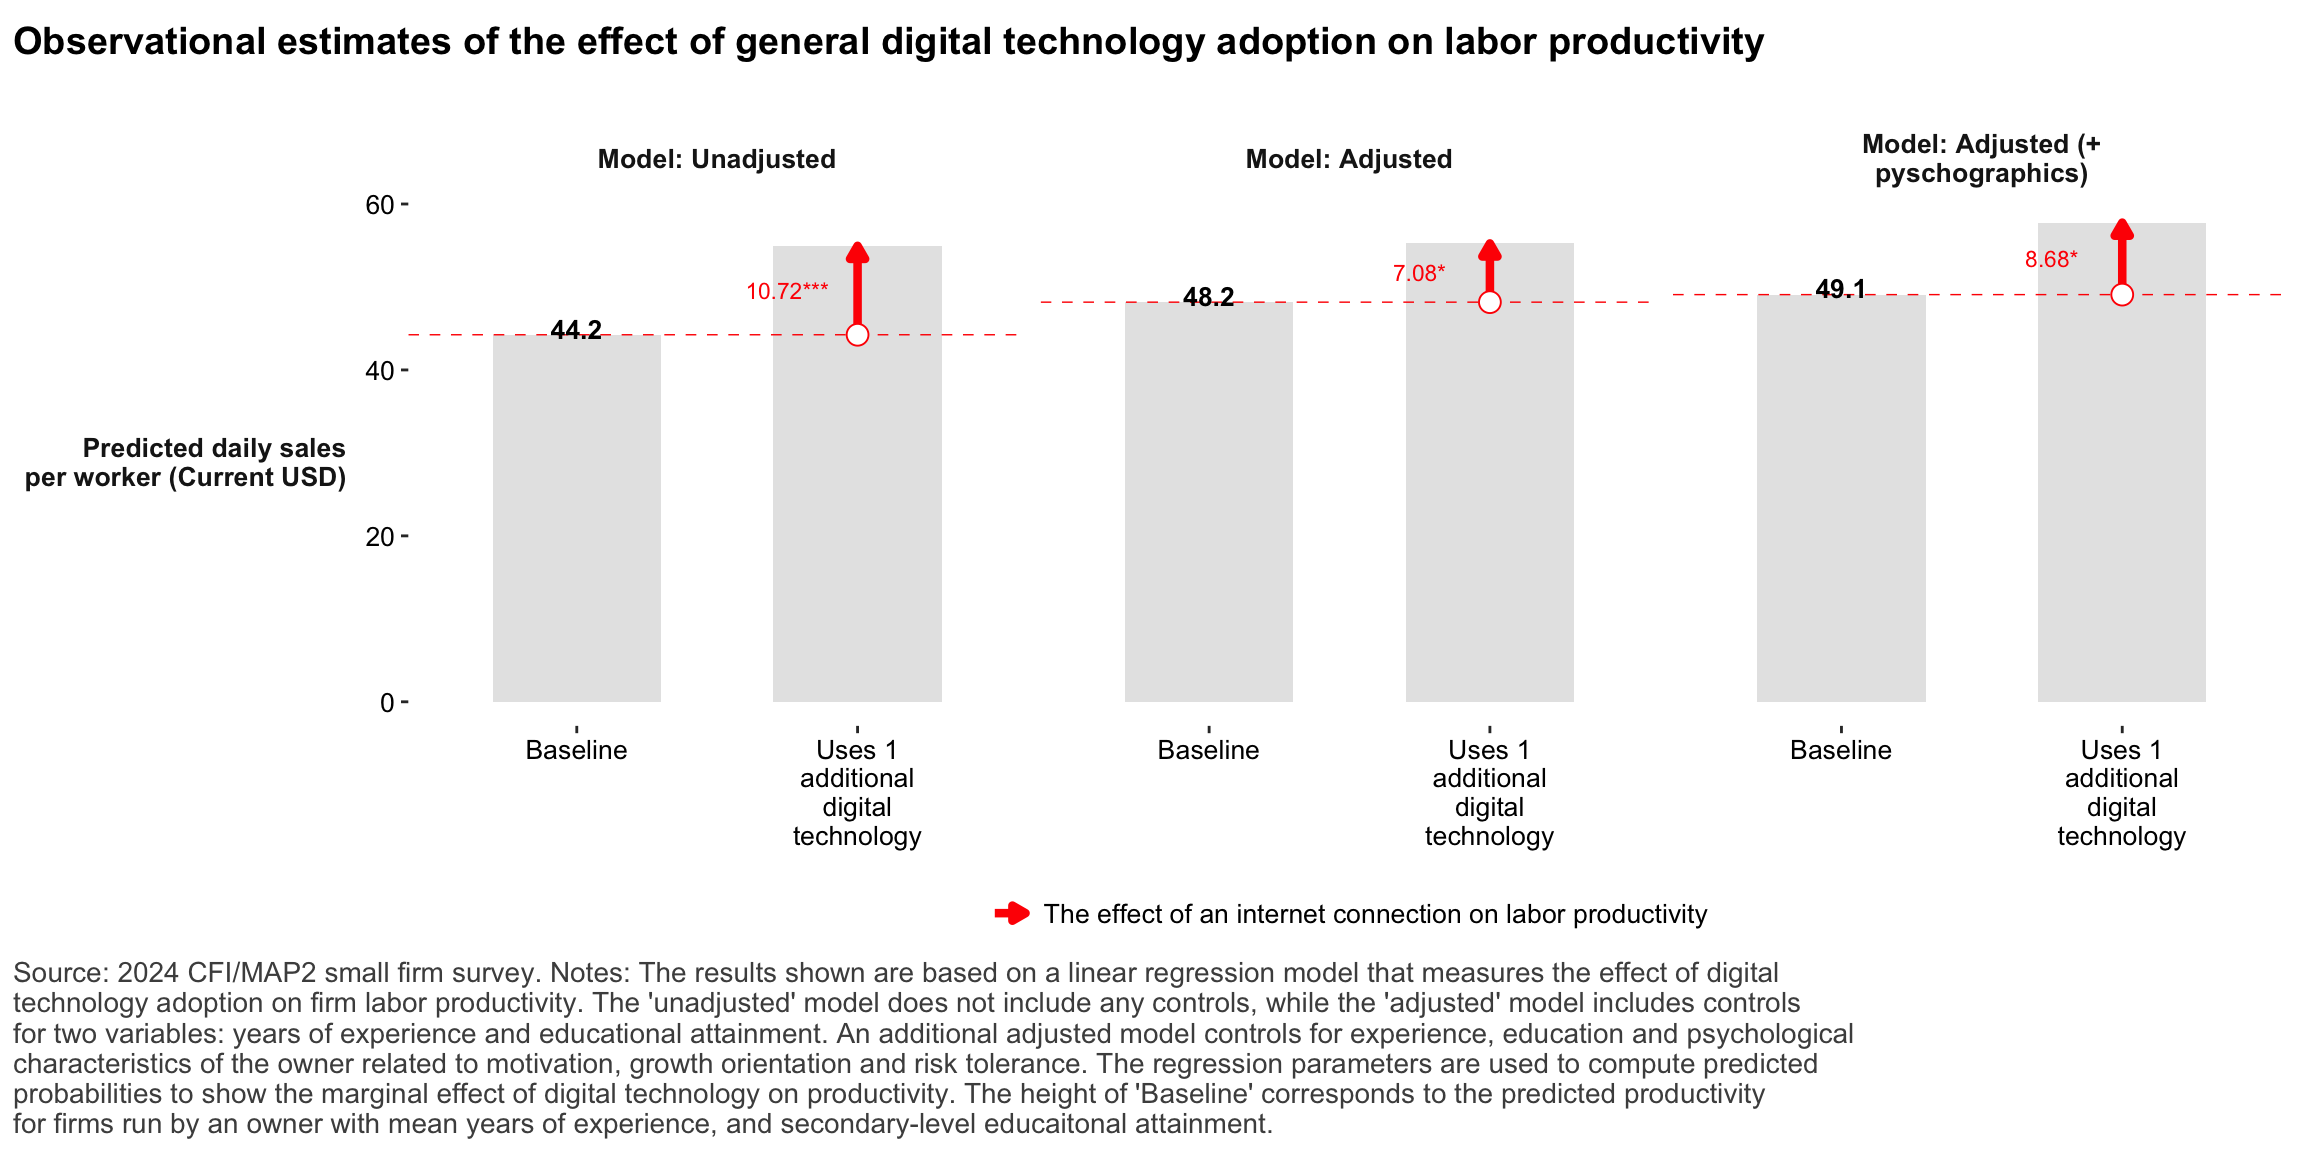 Observational estimates of the effect of general digital technology adoption on labor productivity
Model: Unadjusted
Model: Adjusted
Model: Adjusted (+
pyschographics)
60
40
20
0
Predicted daily sales
per worker (Current USD)
44.2
10.72***
48.2
7.08*
49.1
8.68*
Baseline
Uses 1
additional
digital
technology
Baseline
Uses 1
additional
digital
technology
Baseline
Uses 1
additional
digital
technology
The effect of an internet connection on labor productivity
Source: 2024 CFI/MAP2 small firm survey. Notes: The results shown are based on a linear regression model that measures the effect of digital
technology adoption on firm labor productivity. The 'unadjusted' model does not include any controls, while the 'adjusted' model includes controls
for two variables: years of experience and educational attainment. An additional adjusted model controls for experience, education and psychological
characteristics of the owner related to motivation, growth orientation and risk tolerance. The regression parameters are used to compute predicted
probabilities to show the marginal effect of digital technology on productivity. The height of 'Baseline' corresponds to the predicted productivity
for firms run by an owner with mean years of experience, and secondary-level educaitonal attainment.